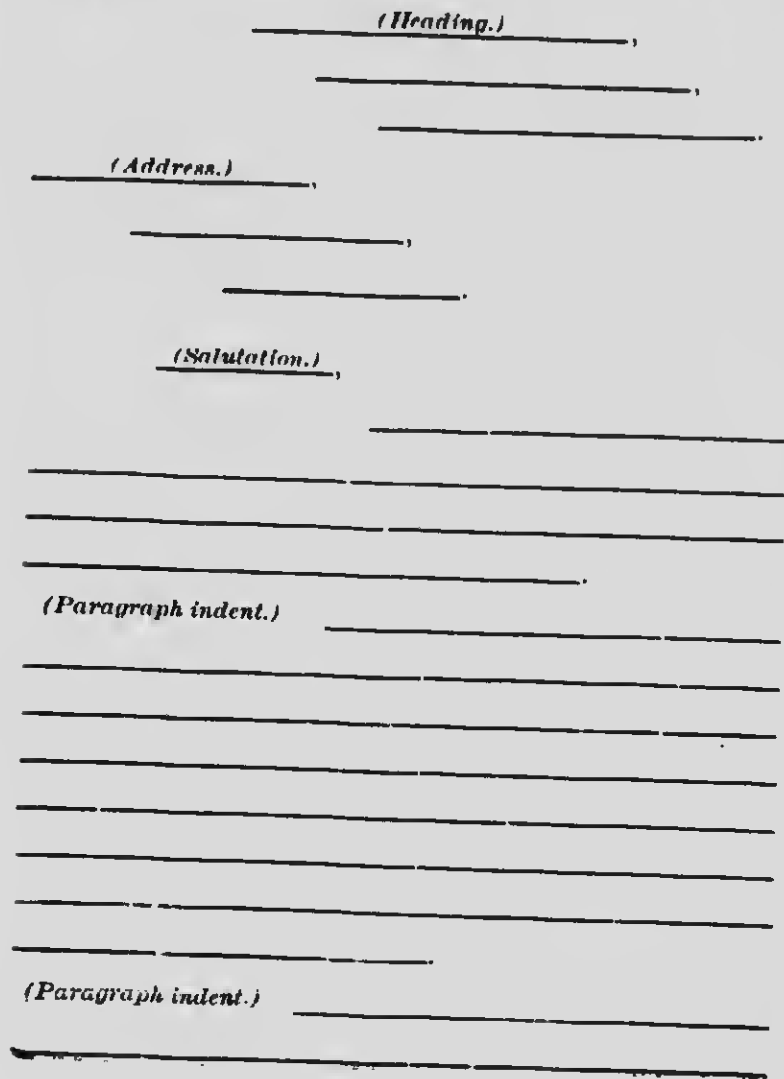 (Heading.)
(Address.)
(Salutation.)
(Paragraph indent.)
(Paragraph indent.)